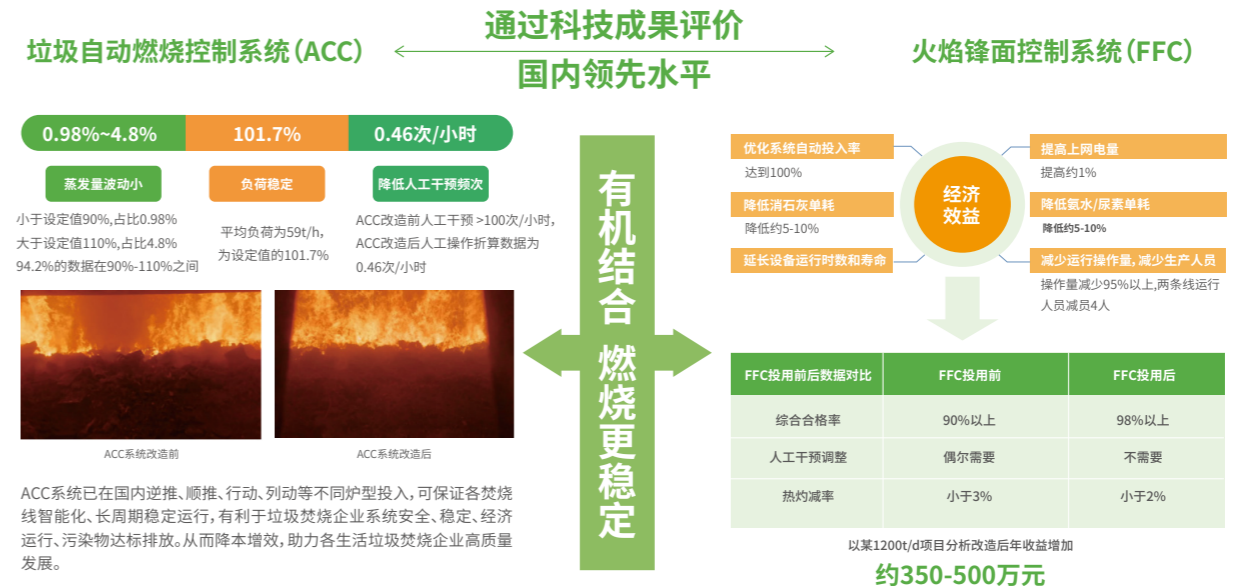 通过科技成果评价
国内领先水平
垃圾自动燃烧控制系统（ACC）
0.98%~4.8%
101.7%
0.46次/小时
蒸发量波动小
负荷稳定
降低人工干预频次
小于设定值90%,占比0.98%
大于设定值110%,占比4.8%
94.2%的数据在90%-110%之间
平均负荷为59t/h，
为设定值的101.7%
ACC改造前人工干预 >100次/小时，
ACC改造后人工操作折算数据为
0.46次/小时
ACC系统改造前
ACC系统改造后
ACC系统已在国内逆推、顺推、行动、列动等不同炉型投入，可保证各焚烧
线智能化、长周期稳定运行，有利于垃圾焚烧企业系统安全、稳定、经济
运行、污染物达标排放。从而降本增效，助力各生活垃圾焚烧企业高质量
发展。
有机结合 燃烧更稳定
火焰锋面控制系统（FFC）
优化系统自动投入率
达到100%
降低消石灰单耗
降低约5-10%
延长设备运行时数和寿命
经济
效益
提高上网电量
提高约1%
降低氨水/尿素单耗
降低约5-10%
减少运行操作量，减少生产人员
操作量减少95%以上,两条线运行
人员减员4人
FFC投用前后数据对比 FFC投用前 FFC投用后
综合合格率 90%以上 98%以上
人工干预调整 偶尔需要 不需要
热灼减率 小于3% 小于2%
以某1200t/d项目分析改造后年收益增加
约350-500万元